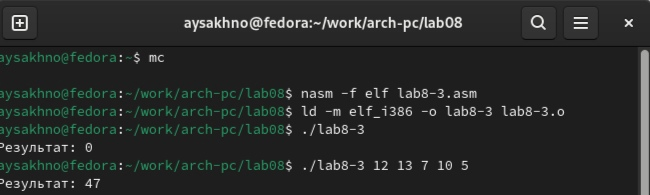 aysakhno@fedora:~/work/arch-pc/lab08
aysakhno@fedora:~$ mc
aysakhno@fedora:~/work/arch-pc/lab08$ nasm -f elf lab8-3.asm
aysakhno@fedora:~/work/arch-pc/lab08$ ld -m elf_i386 -o lab8-3 lab8-3.o
aysakhno@fedora:~/work/arch-pc/lab08$ ./lab8-3
Результат: 0
aysakhno@fedora:~/work/arch-pc/lab08$ ./lab8-3 12 13 7 10 5
Результат: 47